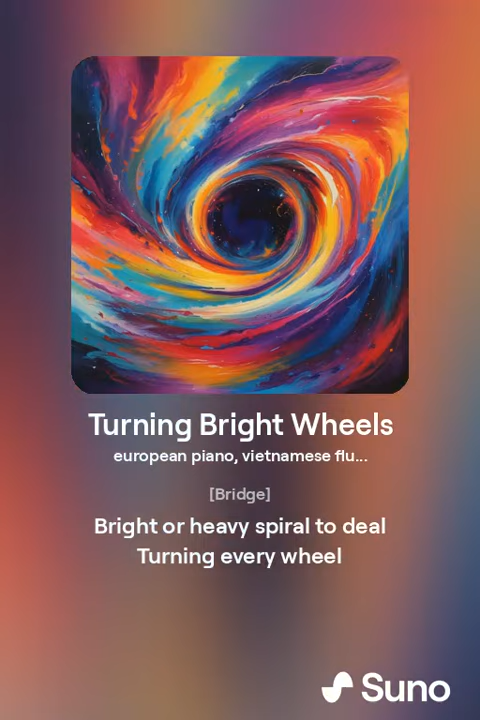 Turning Bright Wheels
european piano, vietnamese flu...
[Bridge]
Bright or heavy spiral to deal
Turning every wheel
Suno